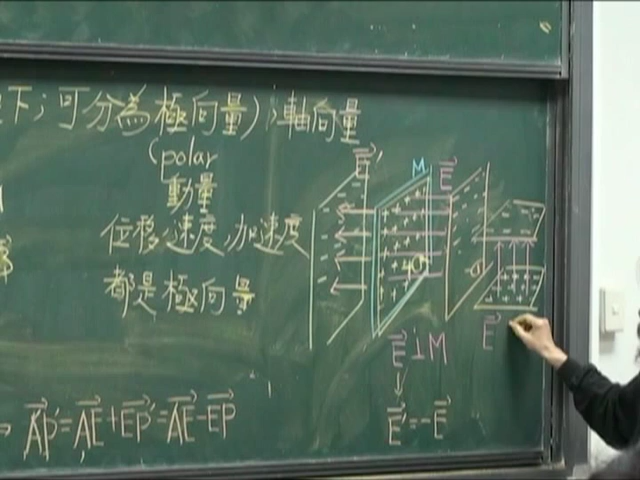 下;可分為極向量)、軸向量
(polar
動量
位移、速度、加速度
都是極向量
E⃗' M E⃗
E⃗⊥M
E⃗'=-E⃗
E⃗
AP⃗'=AE⃗+EP⃗'=AE⃗-EP⃗